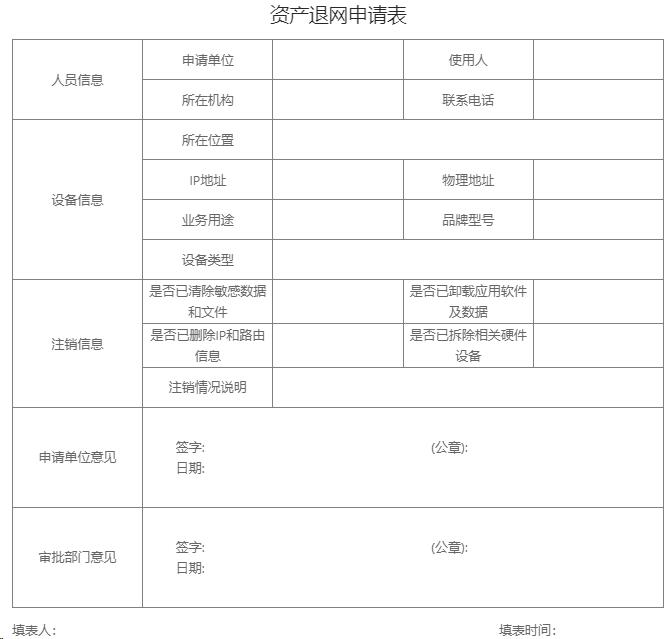 资产退网申请表
人员信息
申请单位
使用人
所在机构
联系电话
设备信息
所在位置
IP地址
物理地址
业务用途
品牌型号
设备类型
注销信息
是否已清除敏感数据
和文件
是否已卸载应用软件
及数据
是否已删除IP和路由
信息
是否已拆除相关硬件
设备
注销情况说明
申请单位意见
签字:
(公章):
日期:
审批部门意见
签字:
(公章):
日期:
填表人:
填表时间: